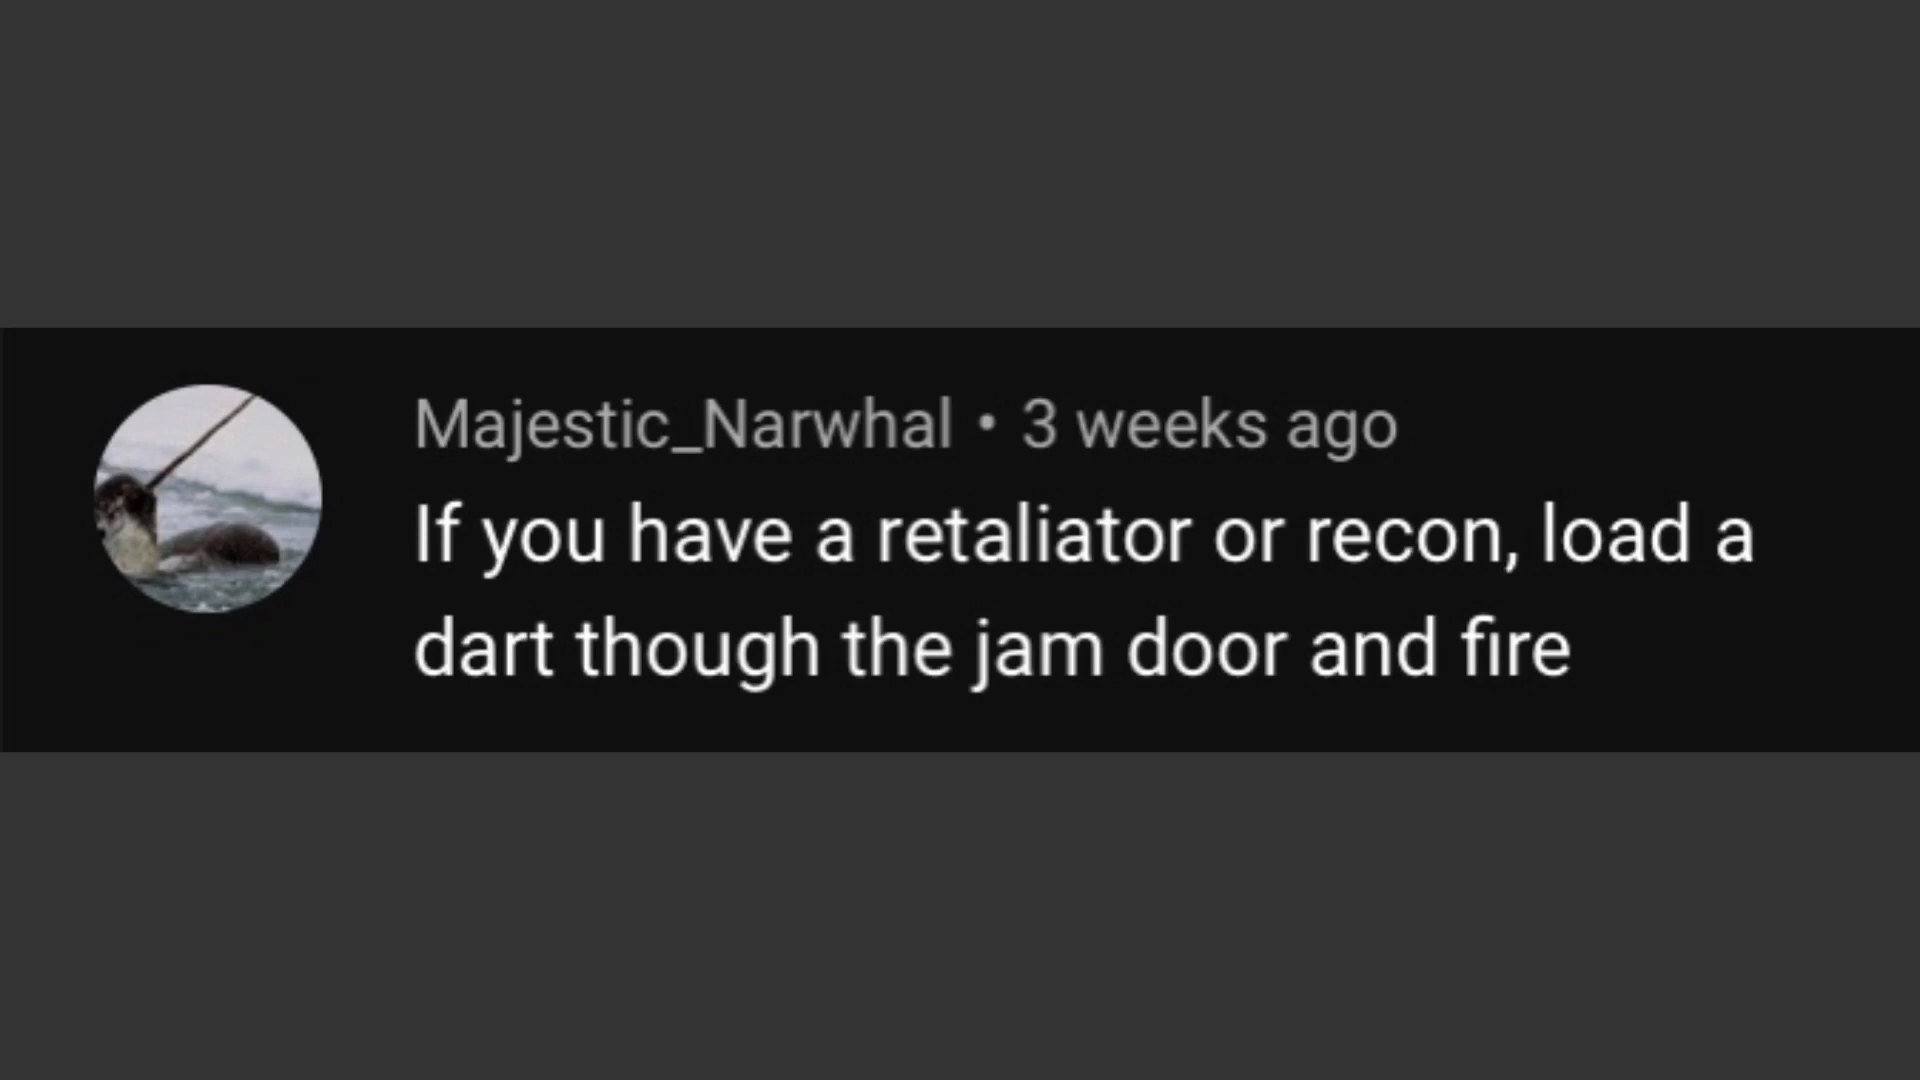 Majestic_Narwhal • 3 weeks ago
If you have a retaliator or recon, load a
dart though the jam door and fire